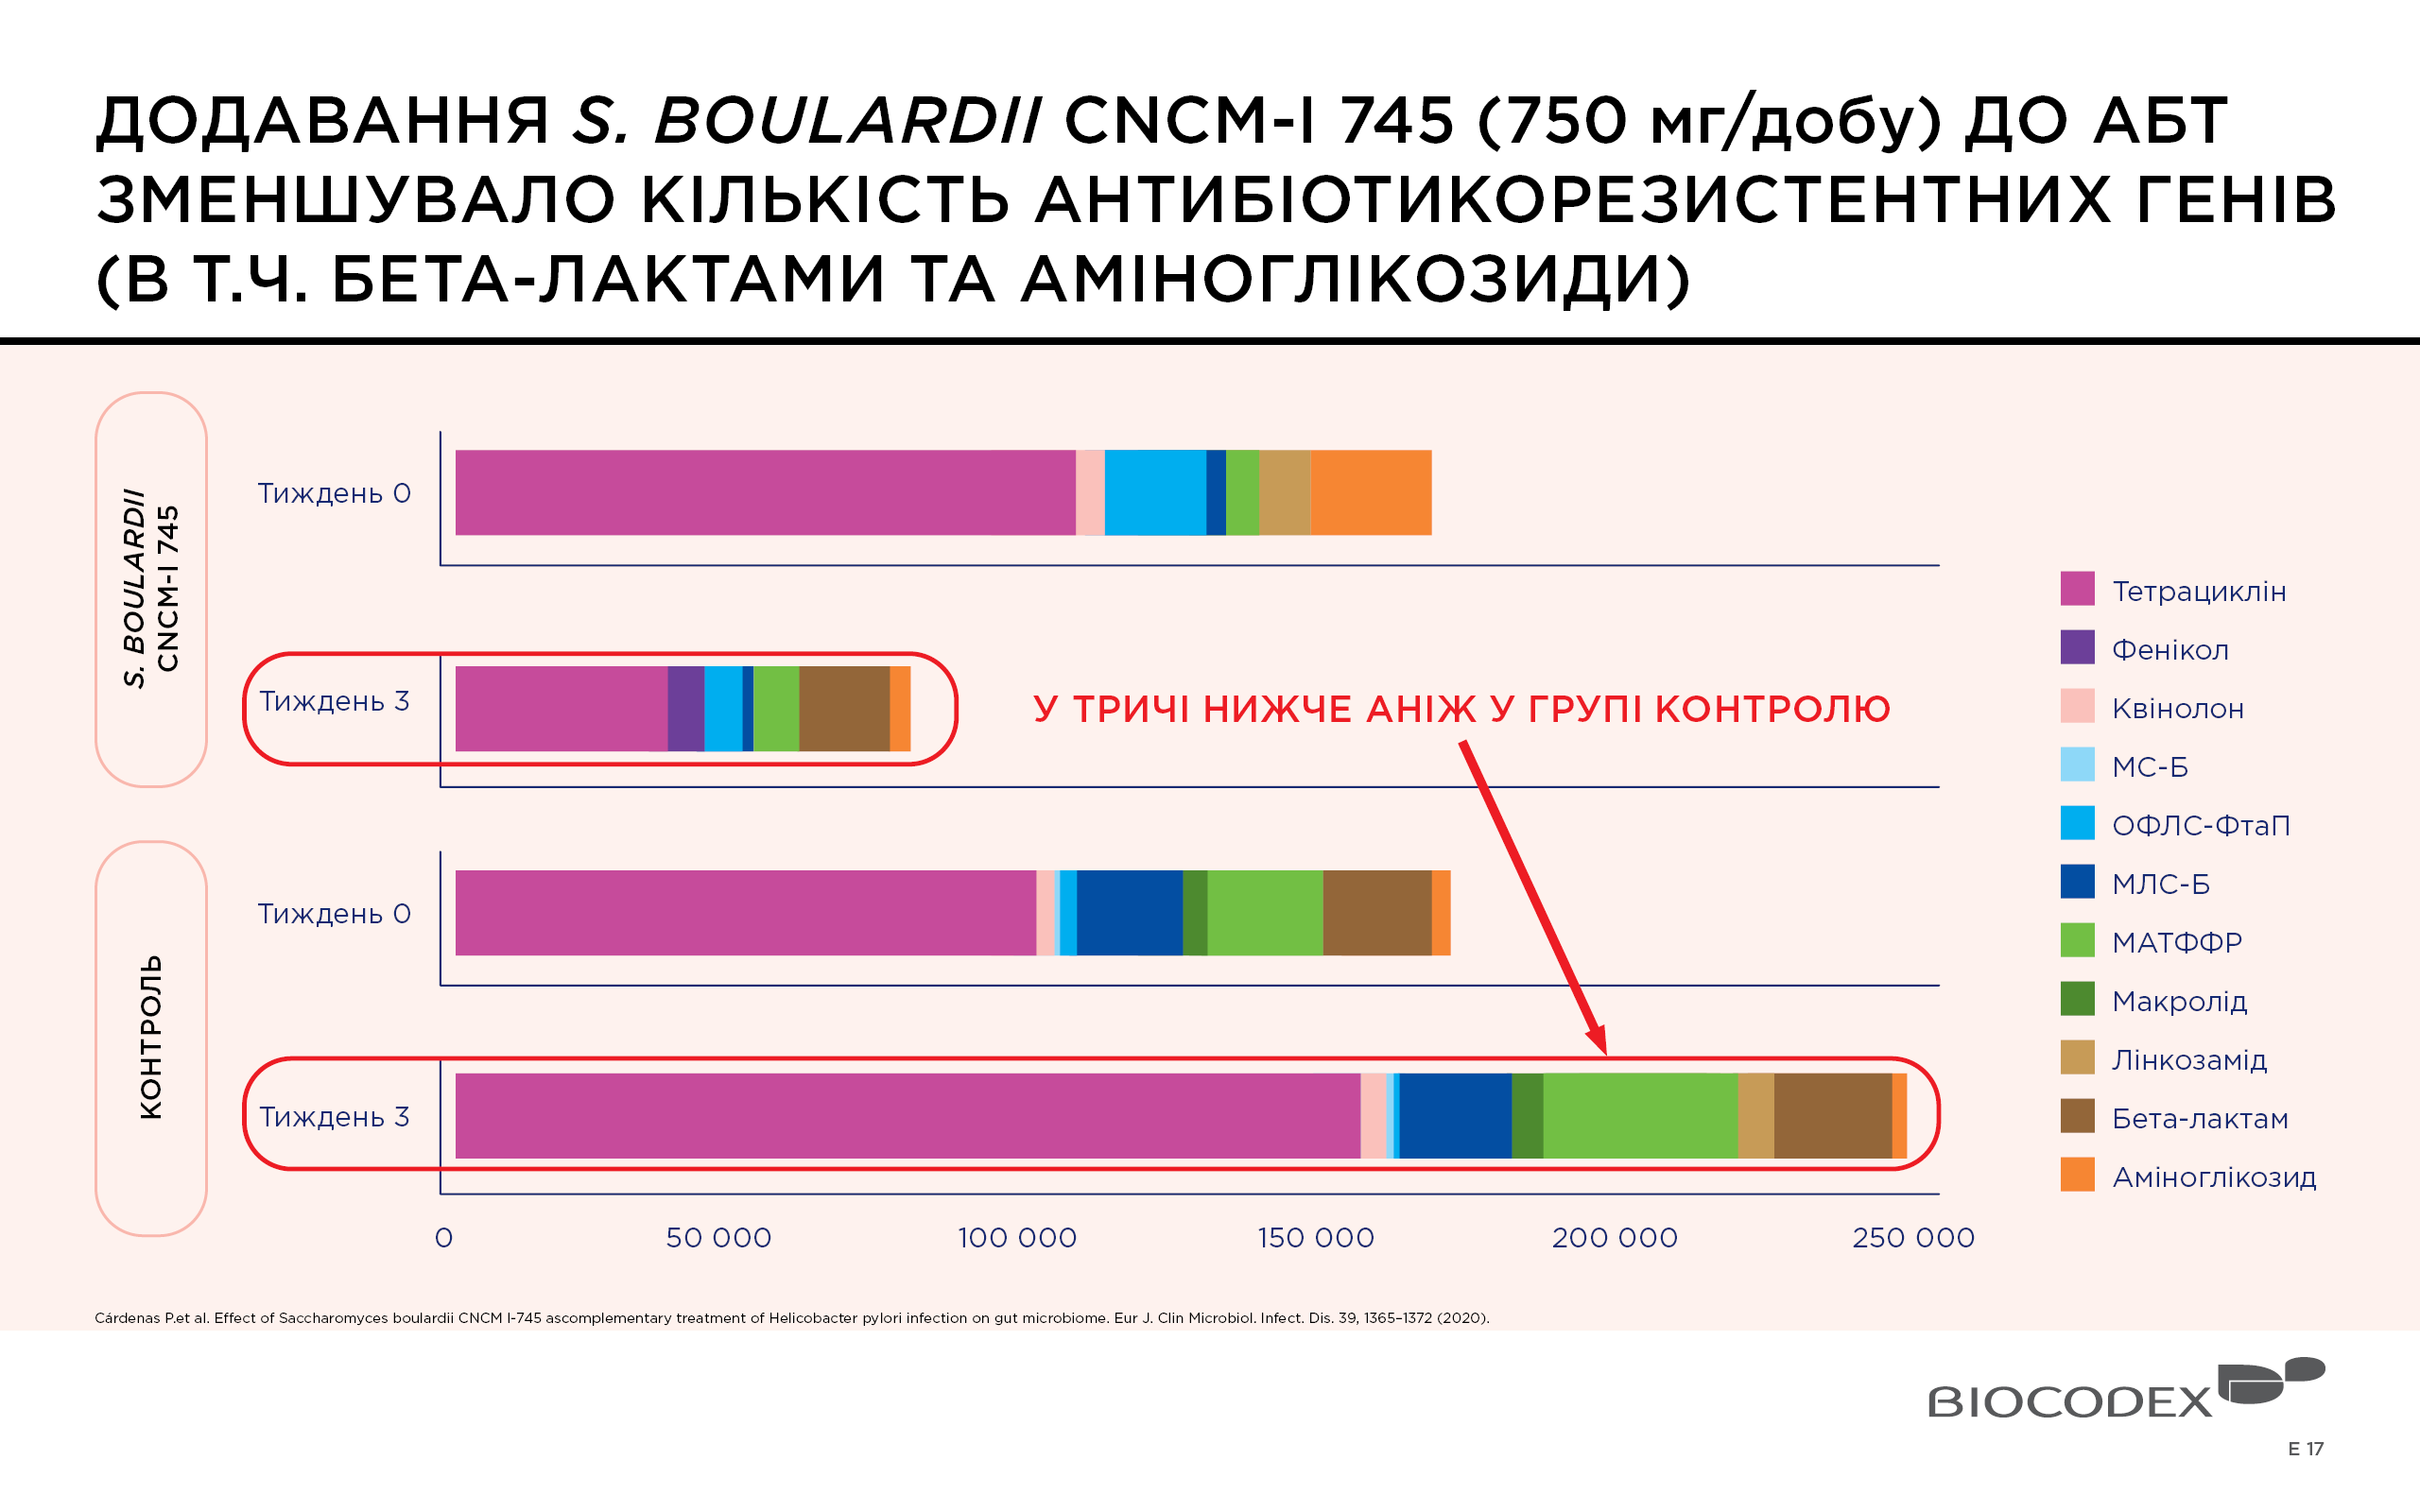 ДОДАВАННЯ S. BOULARDII CNCM-I 745 (750 мг/добу) ДО АБТ
ЗМЕНШУВАЛО КІЛЬКІСТЬ АНТИБІОТИКОРЕЗИСТЕНТНИХ ГЕНІВ
(В Т.Ч. БЕТА-ЛАКТАМИ ТА АМІНОГЛІКОЗИДИ)
S. BOULARDII
CNCM-I 745
Тиждень 0
Тиждень 3
У ТРИЧІ НИЖЧЕ АНІЖ У ГРУПІ КОНТРОЛЮ
КОНТРОЛЬ
Тиждень 0
Тиждень 3
0 50 000 100 000 150 000 200 000 250 000
Тетрациклін
Фенікол
Квінолон
МС-Б
ОФЛС-ФтаП
МЛС-Б
МАТФФР
Макролід
Лінкозамід
Бета-лактам
Аміноглікозид
Cárdenas P.et al. Effect of Saccharomyces boulardii CNCM I-745 ascomplementary treatment of Helicobacter pylori infection on gut microbiome. Eur J. Clin Microbiol. Infect. Dis. 39, 1365–1372 (2020).
BIOCODEX
E 17